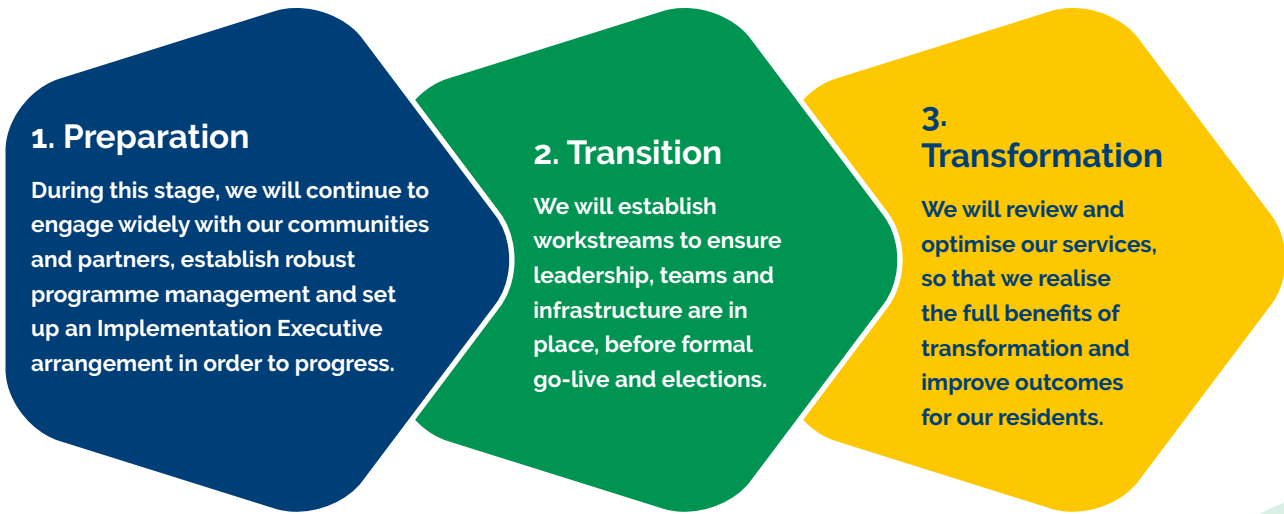 1. Preparation
During this stage, we will continue to
engage widely with our communities
and partners, establish robust
programme management and set
up an Implementation Executive
arrangement in order to progress.
2. Transition
We will establish
workstreams to ensure
leadership, teams and
infrastructure are in
place, before formal
go-live and elections.
3.
Transformation
We will review and
optimise our services,
so that we realise
the full benefits of
transformation and
improve outcomes
for our residents.